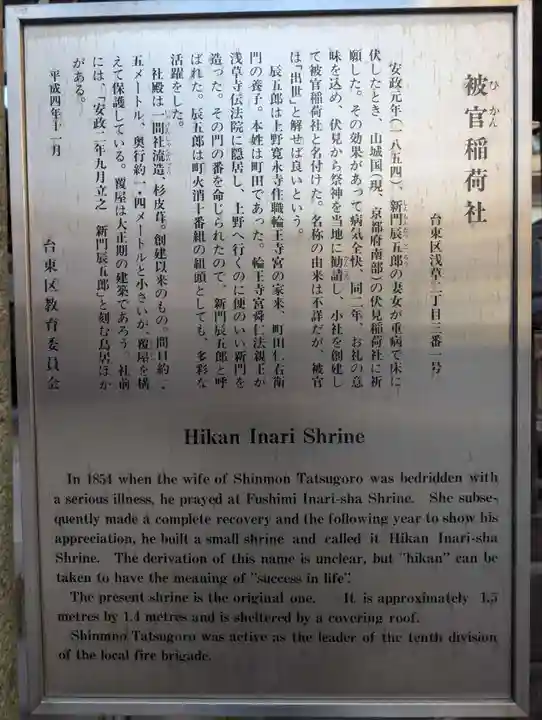 被官稲荷社
ひかん
台東区浅草二丁目三番一号
安政元年(一八五四)、新門辰五郎の妻女が重病で床に
伏したとき、山城国(現、京都府南部)の伏見稲荷社に祈
願した。その効果があって病気全快、同二年、お礼の意
味を込め、伏見から祭神を当地に勧請し、小社を創建し
て被官稲荷社と名付けた。名称の由来は不詳だが、被官
は「出世」と解せば良いという。
辰五郎は上野寛永寺住職輪王寺宮の家来、町田仁右衛
門の養子。本姓は町田であった。輪王寺宮舜仁法親王が
浅草寺伝法院に隠居し、上野へ行くのに便のいい新門を
造った。その門の番を命じられたので、新門辰五郎と呼
ばれた。辰五郎は町火消十番組の組頭としても、多彩な
活躍をした。
社殿は一間社流造、杉皮葺。創建以来のもの。間口約一・
五メートル、奥行約一・四メートルと小さいが、覆屋を構
えて保護している。覆屋は大正期の建築であろう。社前
には、「安政二年九月立之 新門辰五郎」と刻む鳥居ほか
がある。
平成四年十一月
台東区教育委員会
Hikan Inari Shrine
In 1854 when the wife of Shinmon Tatsugoro was bedridden with
a serious illness, he prayed at Fushimi Inari-sha Shrine. She subse-
quently made a complete recovery and the following year to show his
appreciation, he built a small shrine and called it Hikan Inari-sha
Shrine. The derivation of this name is unclear, but "hikan" can be
taken to have the meaning of "success in life".
The present shrine is the original one. It is approximately 1.5
metres by 1.4 metres and is sheltered by a covering roof.
Shinmno Tatsugoro was active as the leader of the tenth division
of the local fire brigade.